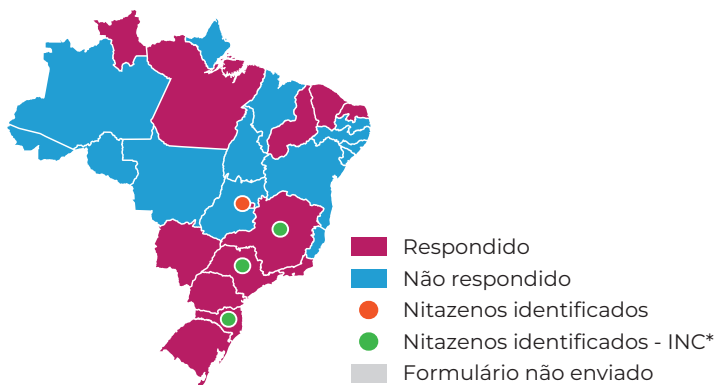 Respondido
Não respondido
Nitazenos identificados
Nitazenos identificados - INC*
Formulário não enviado